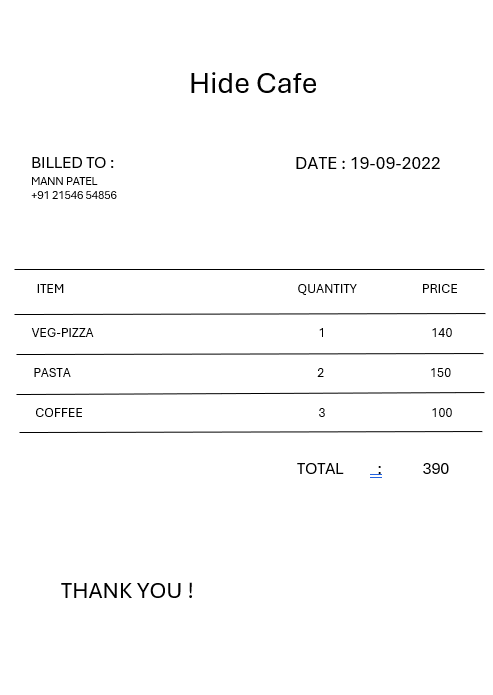 Hide Cafe
BILLED TO : DATE : 19-09-2022
MANN PATEL
+91 21546 54856
ITEM QUANTITY PRICE
VEG-PIZZA 1 140
PASTA 2 150
COFFEE 3 100
TOTAL : 390
THANK YOU !